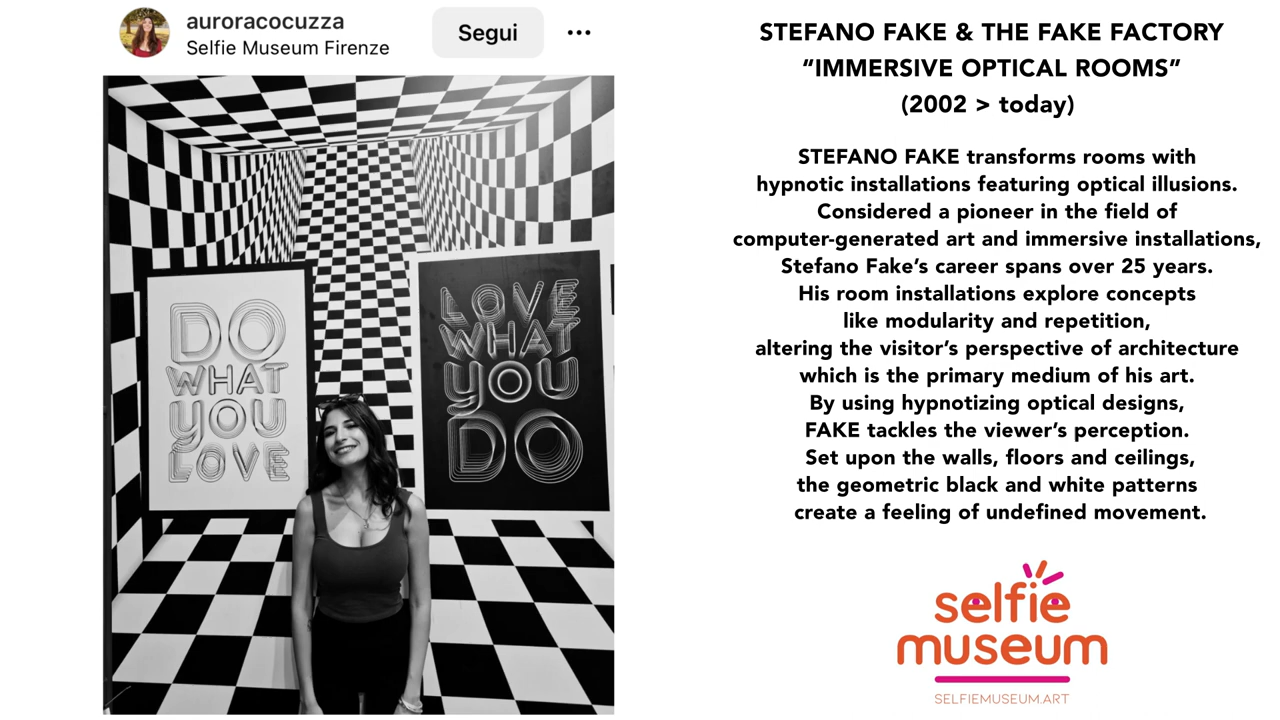 auroracocuzza
Selfie Museum Firenze
Segui
DO
WHAT
YOU
LOVE
LOVE
WHAT
YOU
DO
STEFANO FAKE & THE FAKE FACTORY
“IMMERSIVE OPTICAL ROOMS”
(2002 > today)
STEFANO FAKE transforms rooms with
hypnotic installations featuring optical illusions.
Considered a pioneer in the field of
computer-generated art and immersive installations,
Stefano Fake’s career spans over 25 years.
His room installations explore concepts
like modularity and repetition,
altering the visitor’s perspective of architecture
which is the primary medium of his art.
By using hypnotizing optical designs,
FAKE tackles the viewer’s perception.
Set upon the walls, floors and ceilings,
the geometric black and white patterns
create a feeling of undefined movement.
selfie
museum
SELFIEMUSEUM.ART